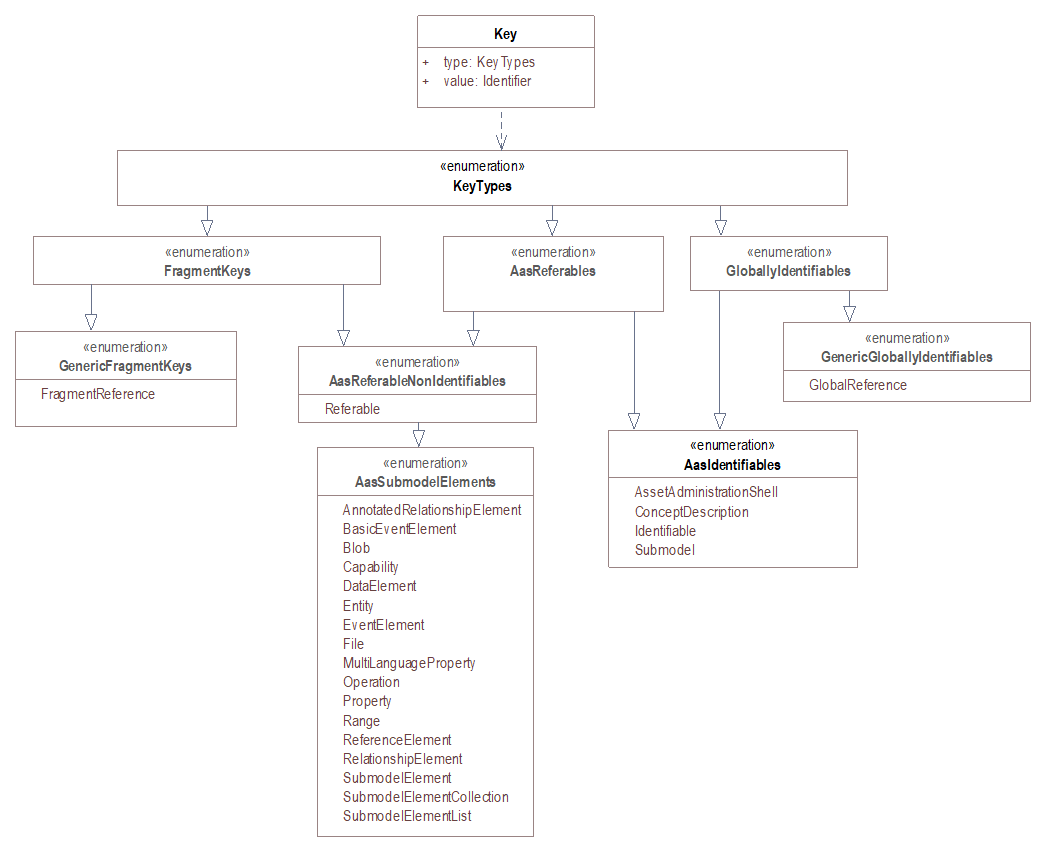 Key
+ type: KeyTypes
+ value: Identifier
«enumeration»
KeyTypes
«enumeration»
FragmentKeys
«enumeration»
AasReferables
«enumeration»
GloballyIdentifiables
«enumeration»
GenericFragmentKeys
FragmentReference
«enumeration»
AasReferableNonIdentifiables
Referable
«enumeration»
GenericGloballyIdentifiables
GlobalReference
«enumeration»
AasSubmodelElements
AnnotatedRelationshipElement
BasicEventElement
Blob
Capability
DataElement
Entity
EventElement
File
MultiLanguageProperty
Operation
Property
Range
ReferenceElement
RelationshipElement
SubmodelElement
SubmodelElementCollection
SubmodelElementList
«enumeration»
AasIdentifiables
AssetAdministrationShell
ConceptDescription
Identifiable
Submodel